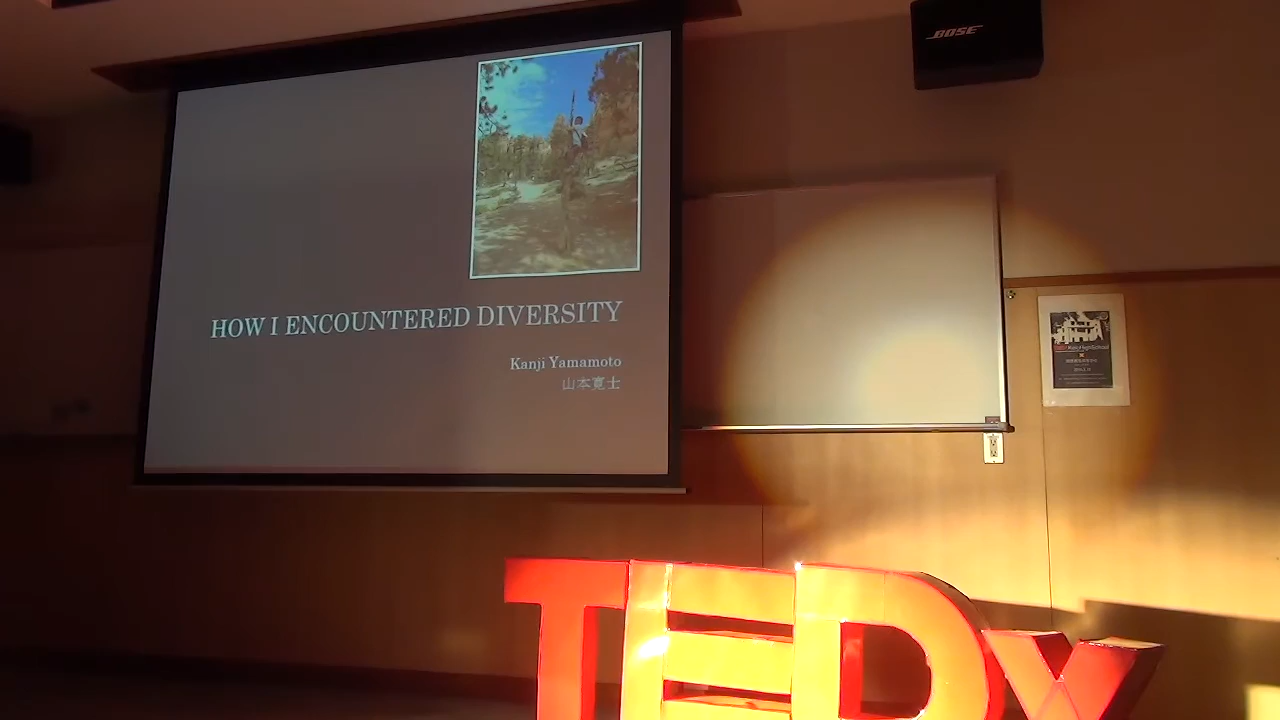 BOSE
HOW I ENCOUNTERED DIVERSITY
Kanji Yamamoto
山本寛士
TEDx